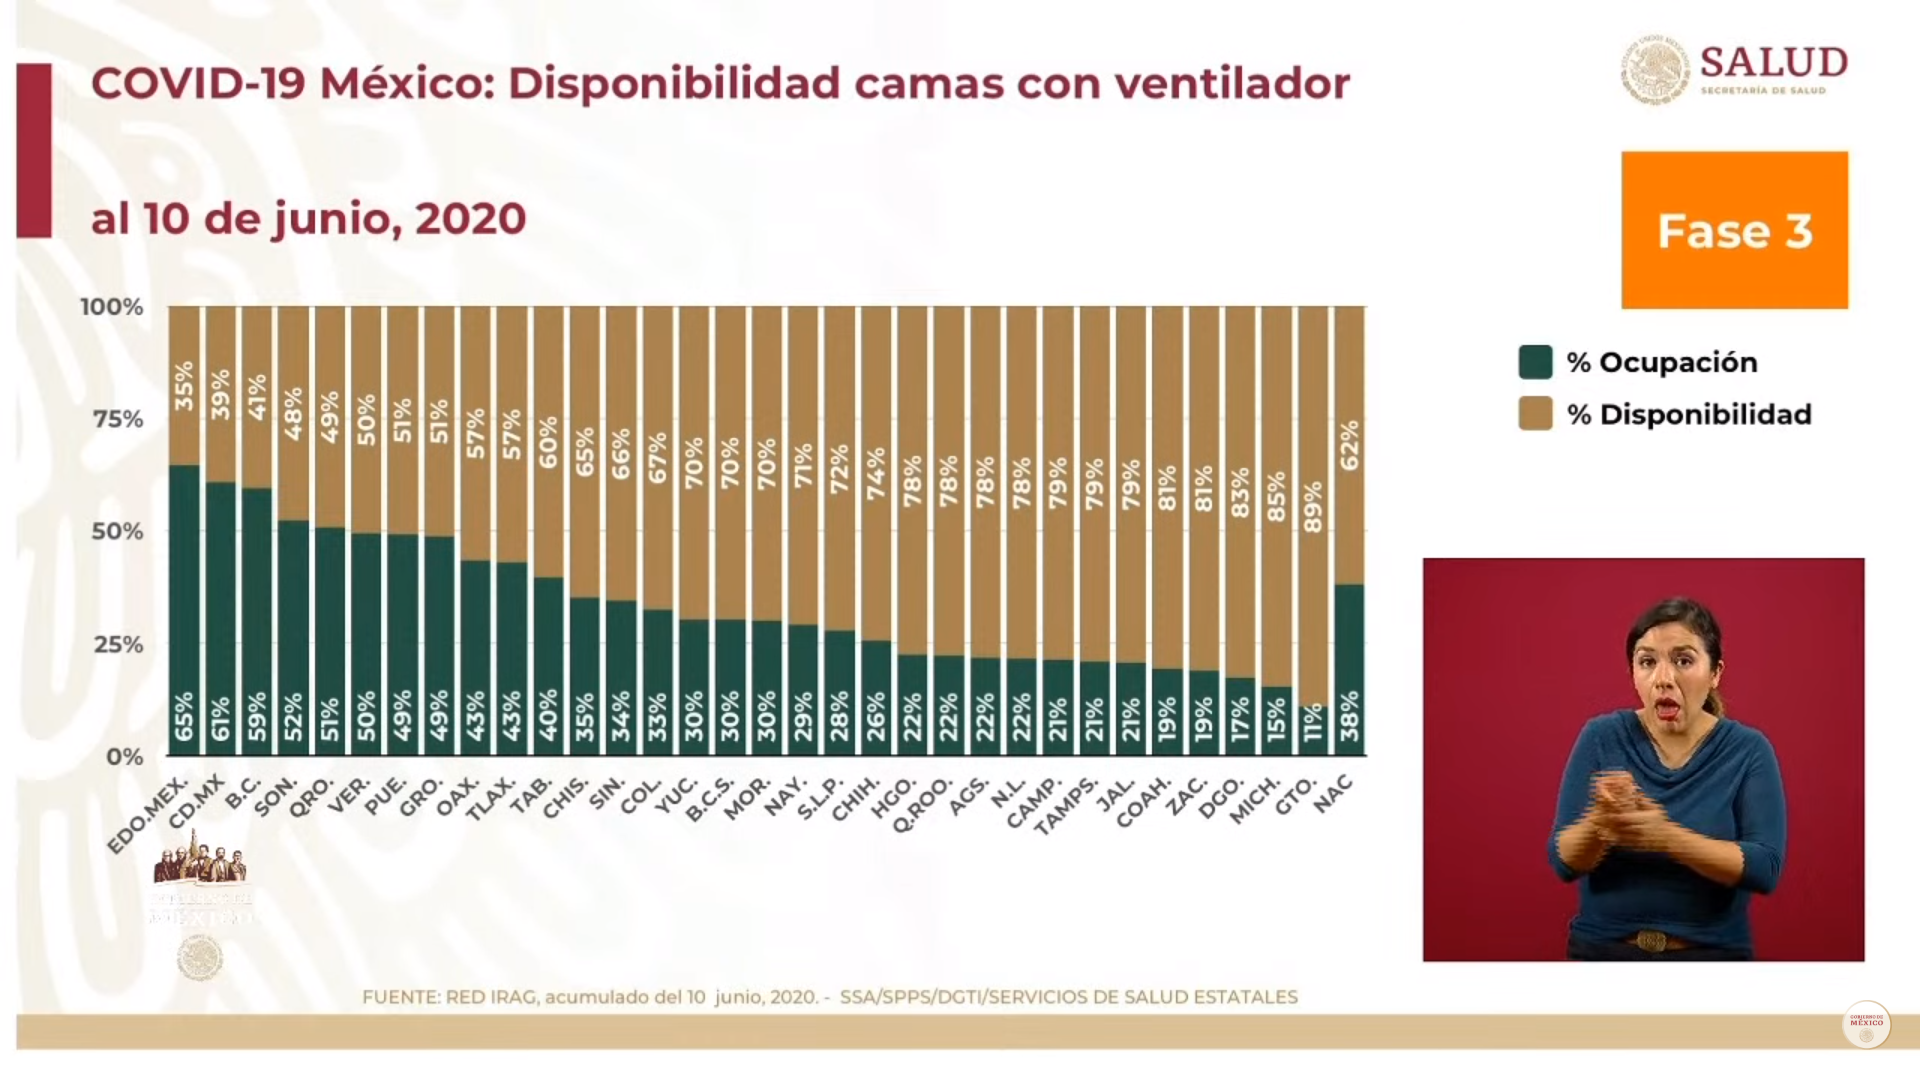 COVID-19 México: Disponibilidad camas con ventilador
al 10 de junio, 2020
SALUD
SECRETARÍA DE SALUD
Fase 3
% Ocupación
% Disponibilidad
100%
75%
50%
25%
0%
35% 39% 41% 48% 49% 50% 51% 51% 57% 57% 60% 65% 66% 67% 70% 70% 70% 71% 72% 74% 78% 78% 78% 78% 79% 79% 79% 81% 81% 83% 85% 89% 62%
65% 61% 59% 52% 51% 50% 49% 49% 43% 43% 40% 35% 34% 33% 30% 30% 30% 29% 28% 26% 22% 22% 22% 22% 21% 21% 21% 19% 19% 17% 15% 11% 38%
EDO.MEX. CD.MX B.C. SON. QRO. VER. PUE. GRO. OAX. TLAX. TAB. CHIS. SIN. COL. YUC. B.C.S. MOR. NAY. S.L.P. CHIH. HGO. Q.ROO. AGS. N.L. CAMP. TAMPS. JAL. COAH. ZAC. DGO. MICH. GTO. NAC
GOBIERNO DE
MÉXICO
FUENTE: RED IRAG, acumulado del 10 junio, 2020. - SSA/SPPS/DGTI/SERVICIOS DE SALUD ESTATALES
GOBIERNO DE
MÉXICO